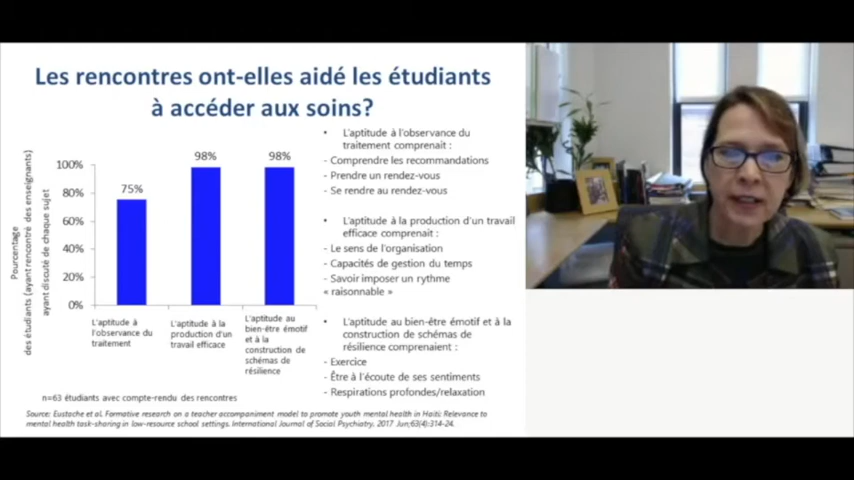 Les rencontres ont-elles aidé les étudiants
à accéder aux soins?
Pourcentage
des étudiants (ayant rencontré des enseignants)
ayant discuté de chaque sujet
100%
80%
60%
40%
20%
0%
75%
98%
98%
L'aptitude à
l'observance du
traitement
L'aptitude à la
production d'un
travail efficace
L'aptitude au
bien-être émotif
et à la
construction de
schémas de
résilience
n=63 étudiants avec compte-rendu des rencontres
• L'aptitude à l'observance du
traitement comprenait :
- Comprendre les recommandations
- Prendre un rendez-vous
- Se rendre au rendez-vous
• L'aptitude à la production d'un travail
efficace comprenait :
- Le sens de l'organisation
- Capacités de gestion du temps
- Savoir imposer un rythme
« raisonnable »
• L'aptitude au bien-être émotif et à la
construction de schémas de
résilience comprenaient :
- Exercice
- Être à l'écoute de ses sentiments
- Respirations profondes/relaxation
Source: Eustache et al. Formative research on a teacher accompaniment model to promote youth mental health in Haiti: Relevance to
mental health task-sharing in low-resource school settings. International Journal of Social Psychiatry. 2017 Jun;63(4):314-24.